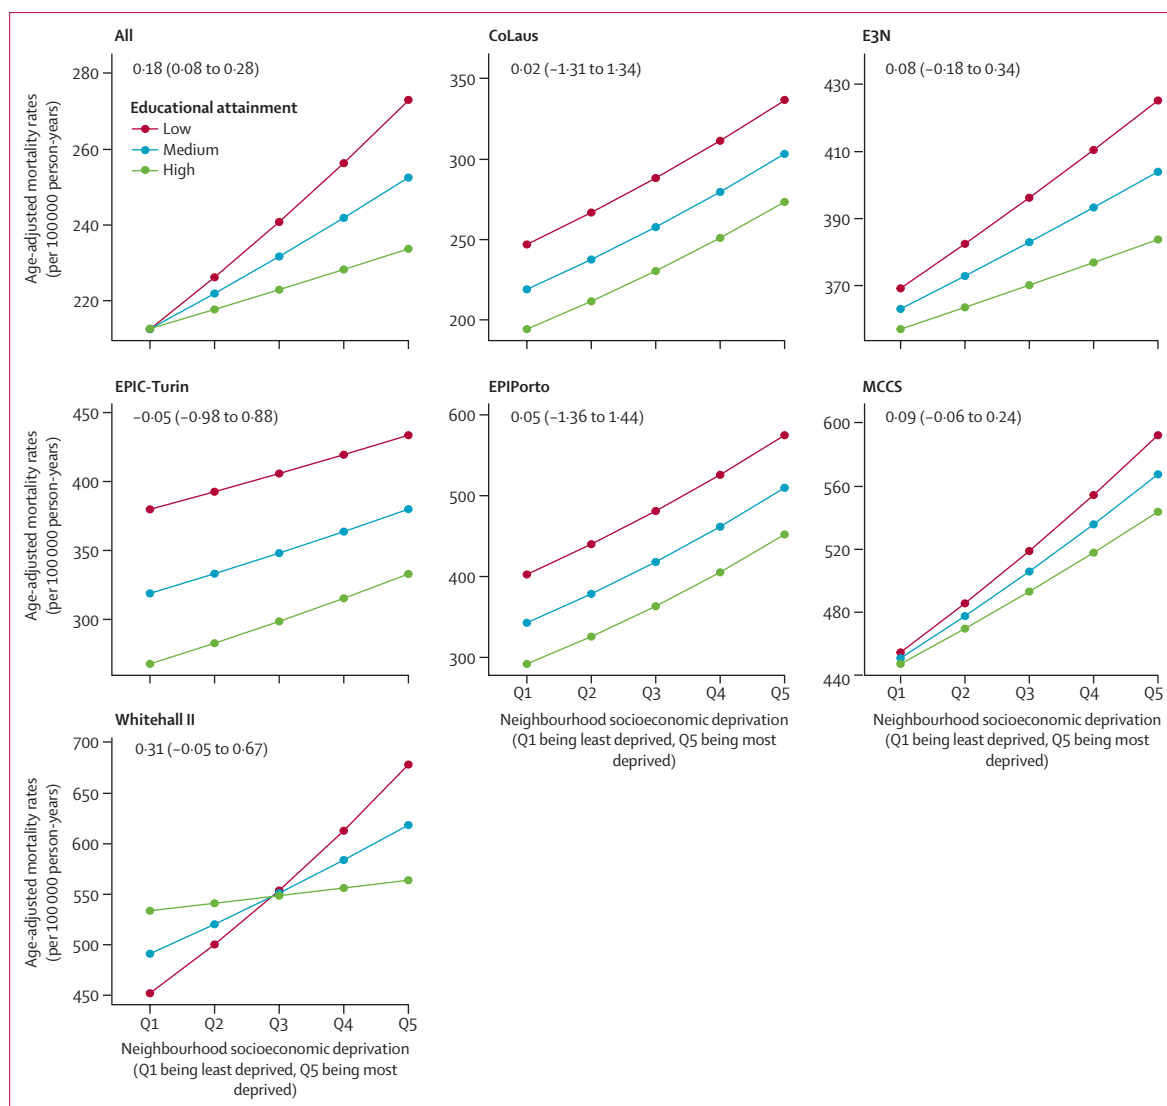 All
0·18 (0·08 to 0·28)
Educational attainment
Low
Medium
High
Age-adjusted mortality rates
(per 100 000 person-years)
280
260
240
220
CoLaus
0·02 (–1·31 to 1·34)
350
300
250
200
E3N
0·08 (–0·18 to 0·34)
430
410
390
370
EPIC-Turin
–0·05 (–0·98 to 0·88)
Age-adjusted mortality rates
(per 100 000 person-years)
450
400
350
300
EPIPorto
0·05 (–1·36 to 1·44)
600
500
400
300
Q1 Q2 Q3 Q4 Q5
Neighbourhood socioeconomic deprivation
(Q1 being least deprived, Q5 being most
deprived)
MCCS
0·09 (–0·06 to 0·24)
600
560
520
480
440
Q1 Q2 Q3 Q4 Q5
Neighbourhood socioeconomic deprivation
(Q1 being least deprived, Q5 being most
deprived)
Whitehall II
0·31 (–0·05 to 0·67)
Age-adjusted mortality rates
(per 100 000 person-years)
700
650
600
550
500
450
Q1 Q2 Q3 Q4 Q5
Neighbourhood socioeconomic deprivation
(Q1 being least deprived, Q5 being most
deprived)